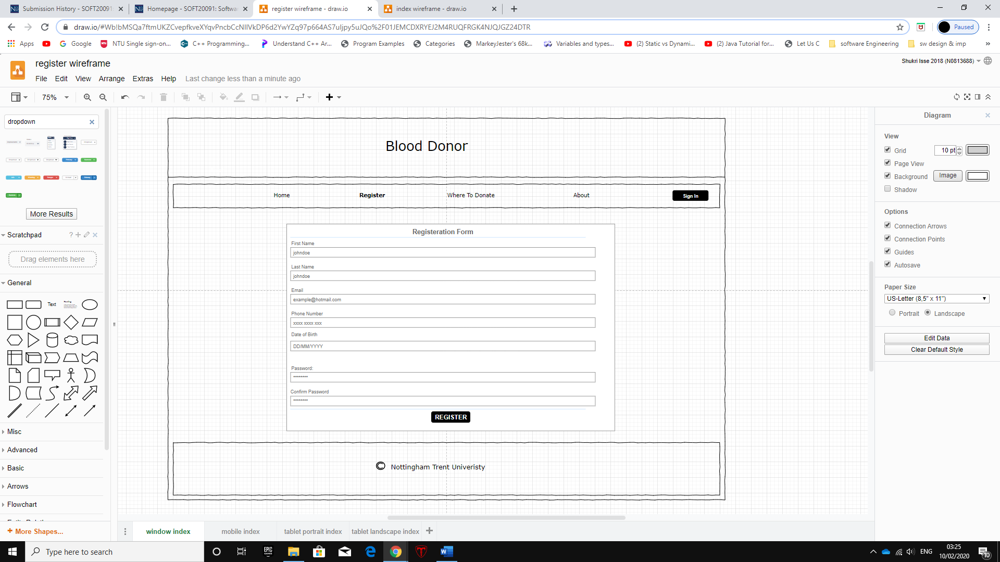 Submission History - SOFT20091:
Homepage - SOFT20091: Softwar
register wireframe - draw.io
index wireframe - draw.io
draw.io/#Wb!bMSQa7ftmUKZCvepfkveXYqvPncbCcNIIVkDP6d2YwYZq97p664AS7uljpy5uJQo%2F01JEMCDXRYEJ2M4RUQFRGK4NJQJGZ24DTR
Paused
Apps
Google
NTU Single sign-on...
C++ Programming...
Understand C++ Ar...
Program Examples
Categories
MarkeyJester's 68k...
Variables and types...
(2) Static vs Dynami...
(2) Java Tutorial for...
Let Us C
software Engineering
sw design & imp
»
register wireframe
Shukri Isse 2018 (N0813688)
File Edit View Arrange Extras Help Last change less than a minute ago
75%
dropdown
More Results
Scratchpad
?
Drag elements here
General
Text
Heading
Misc
Advanced
Basic
Arrows
Flowchart
More Shapes...
Blood Donor
Home
Register
Where To Donate
About
Sign In
Registeration Form
First Name
johndoe
Last Name
johndoe
Email
example@hotmail.com
Phone Number
xxxx xxxx xxx
Date of Birth
DD/MM/YYYY
Password:
********
Confirm Password
********
REGISTER
© Nottingham Trent Univeristy
Diagram
View
Grid
10 pt
Page View
Background
Image
Shadow
Options
Connection Arrows
Connection Points
Guides
Autosave
Paper Size
US-Letter (8,5" x 11")
Portrait
Landscape
Edit Data
Clear Default Style
window index
mobile index
tablet portrait index
tablet landscape index
Type here to search
EPIC
GAMES
ENG
03:25
10/02/2020
10